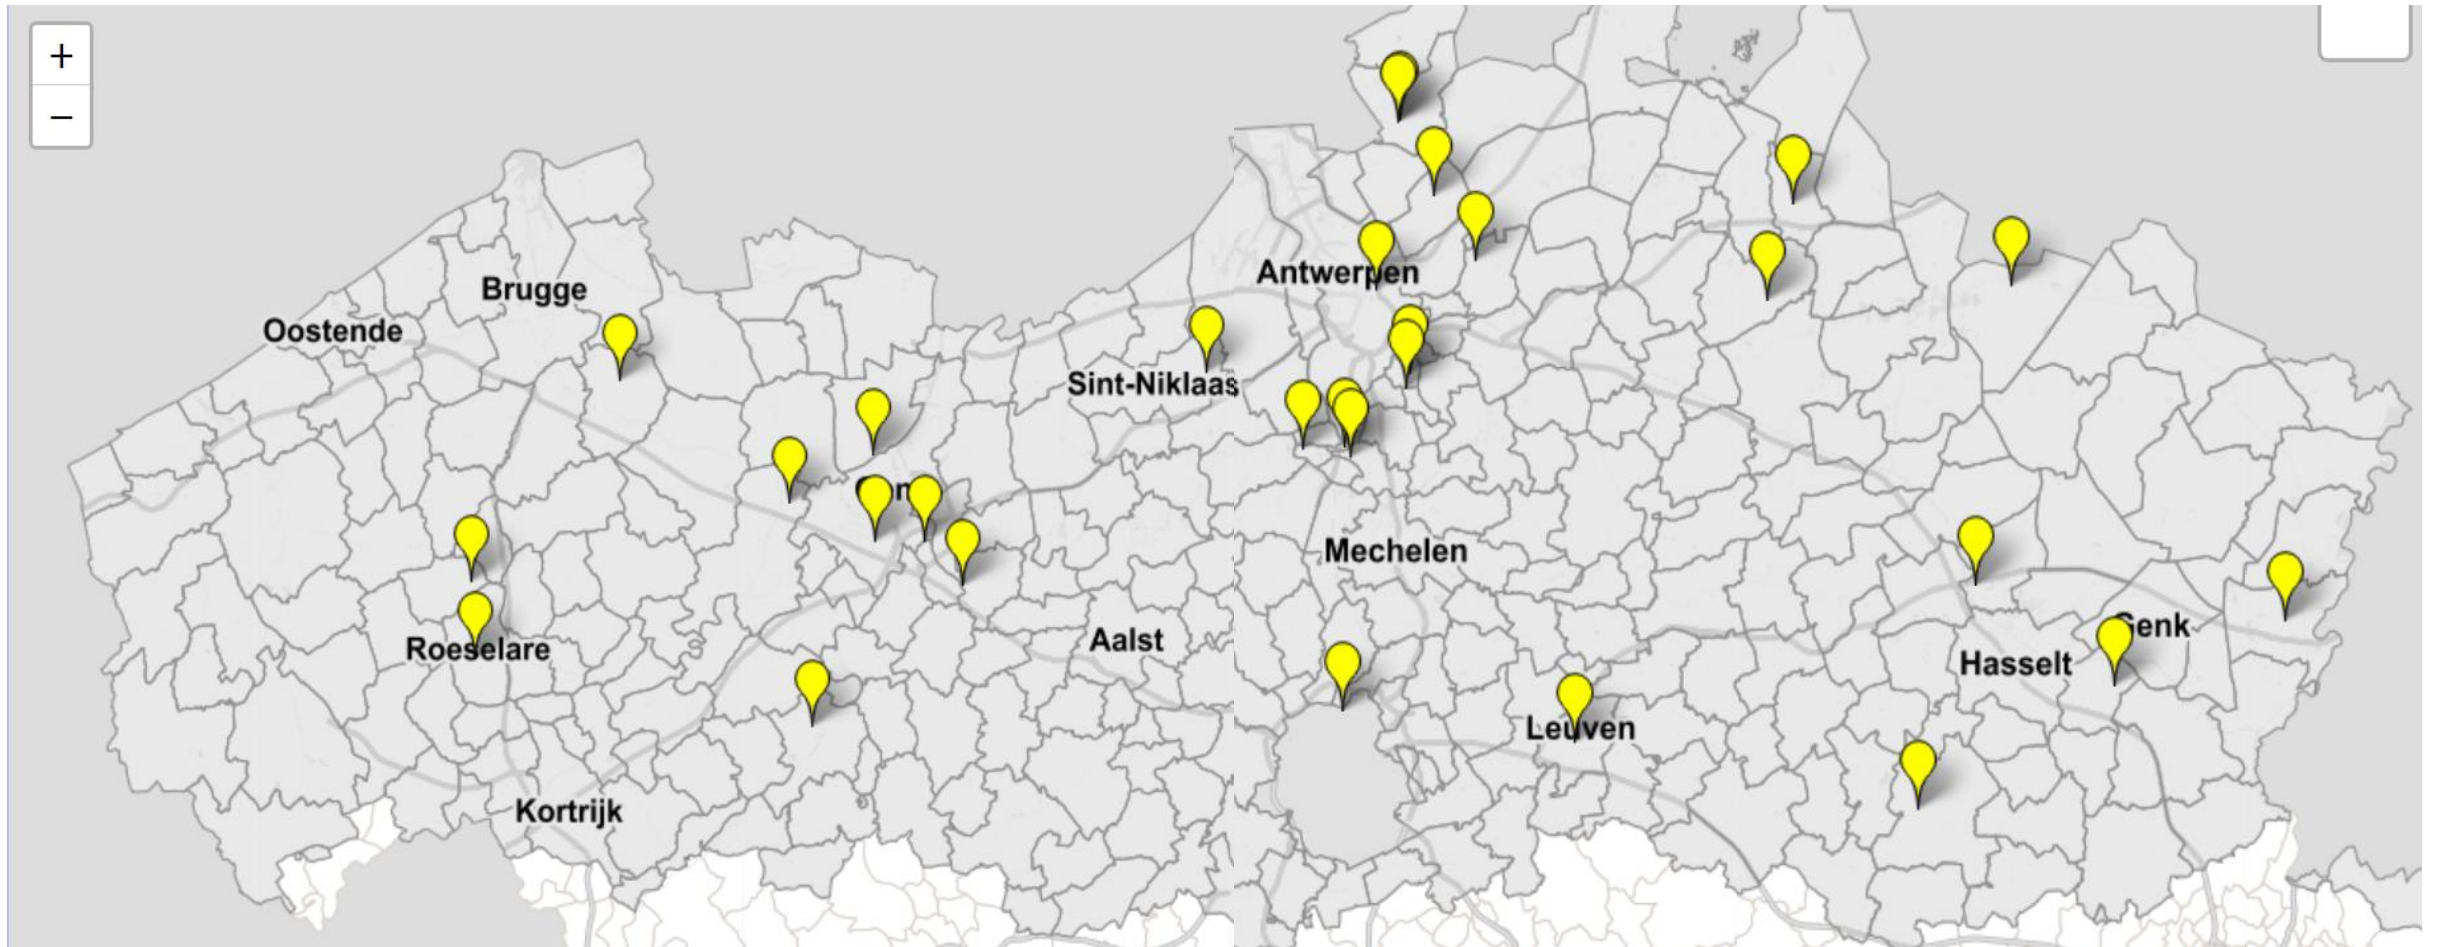 +
−
Antwerpen
Brugge
Oostende
Sint-Niklaas
Mechelen
Genk
Aalst
Roeselare
Hasselt
Leuven
Kortrijk